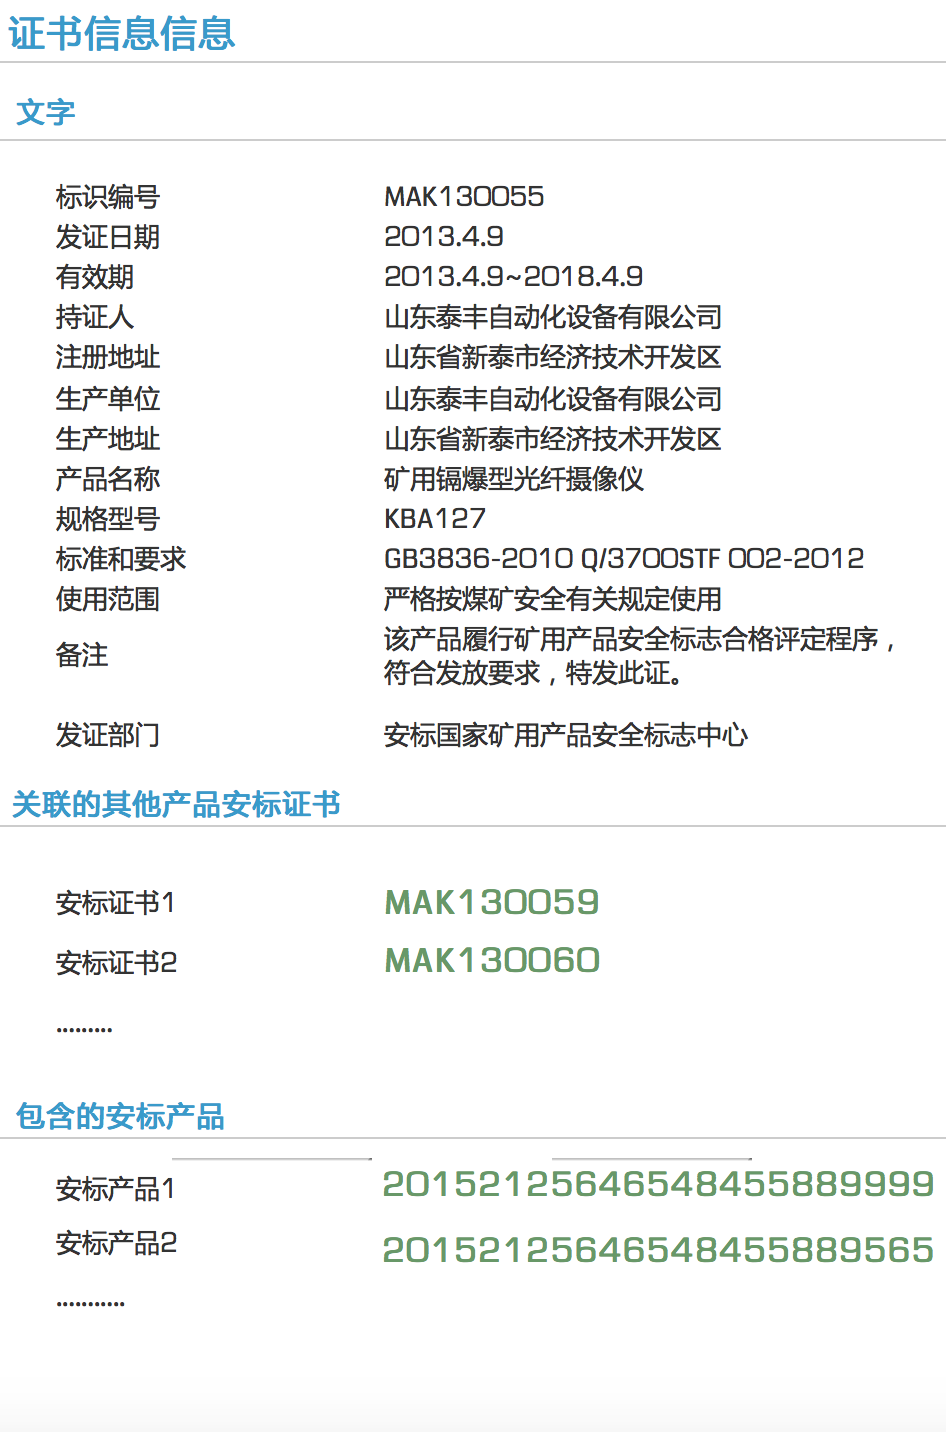 证书信息信息
文字
标识编号 MAK130055
发证日期 2013.4.9
有效期 2013.4.9~2018.4.9
持证人 山东泰丰自动化设备有限公司
注册地址 山东省新泰市经济技术开发区
生产单位 山东泰丰自动化设备有限公司
生产地址 山东省新泰市经济技术开发区
产品名称 矿用镉爆型光纤摄像仪
规格型号 KBA127
标准和要求 GB3836-2010 Q/3700STF 002-2012
使用范围 严格按煤矿安全有关规定使用
备注 该产品履行矿用产品安全标志合格评定程序，
符合发放要求，特发此证。
发证部门 安标国家矿用产品安全标志中心
关联的其他产品安标证书
安标证书1 MAK130059
安标证书2 MAK130060
.........
包含的安标产品
安标产品1 20152125646548455889999
安标产品2 20152125646548455889565
...........